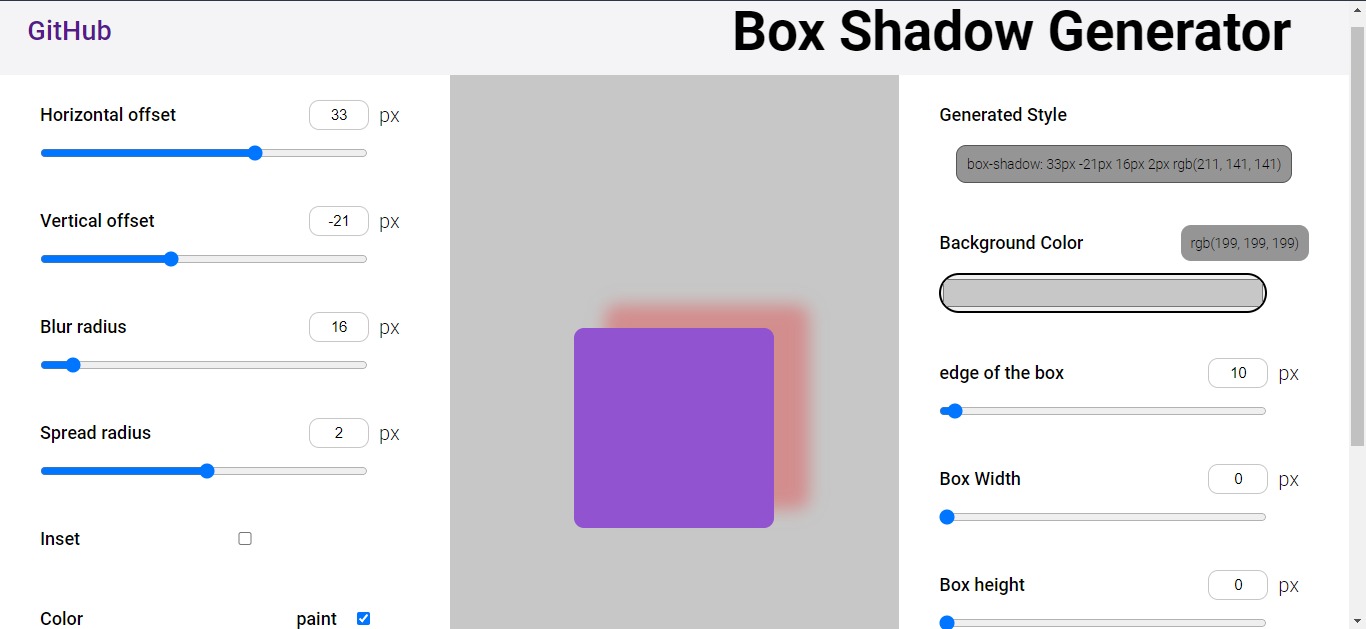 GitHub
Box Shadow Generator
Horizontal offset 33 px
Vertical offset -21 px
Blur radius 16 px
Spread radius 2 px
Inset
Color paint
Generated Style
box-shadow: 33px -21px 16px 2px rgb(211, 141, 141)
Background Color rgb(199, 199, 199)
edge of the box 10 px
Box Width 0 px
Box height 0 px